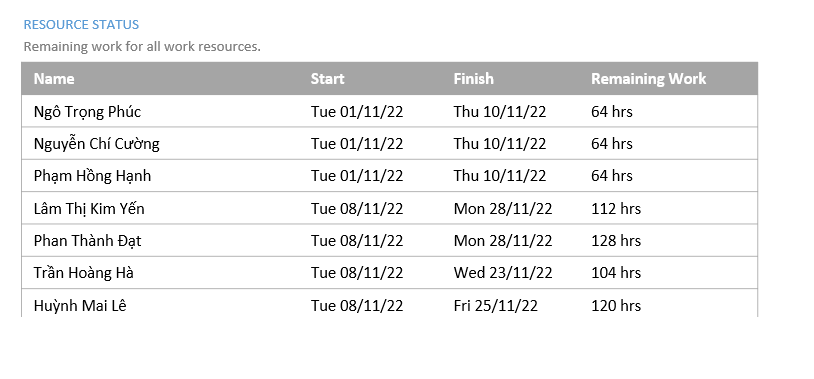 RESOURCE STATUS
Remaining work for all work resources.
Name Start Finish Remaining Work
Ngô Trọng Phúc Tue 01/11/22 Thu 10/11/22 64 hrs
Nguyễn Chí Cường Tue 01/11/22 Thu 10/11/22 64 hrs
Phạm Hồng Hạnh Tue 01/11/22 Thu 10/11/22 64 hrs
Lâm Thị Kim Yến Tue 08/11/22 Mon 28/11/22 112 hrs
Phan Thành Đạt Tue 08/11/22 Mon 28/11/22 128 hrs
Trần Hoàng Hà Tue 08/11/22 Wed 23/11/22 104 hrs
Huỳnh Mai Lê Tue 08/11/22 Fri 25/11/22 120 hrs